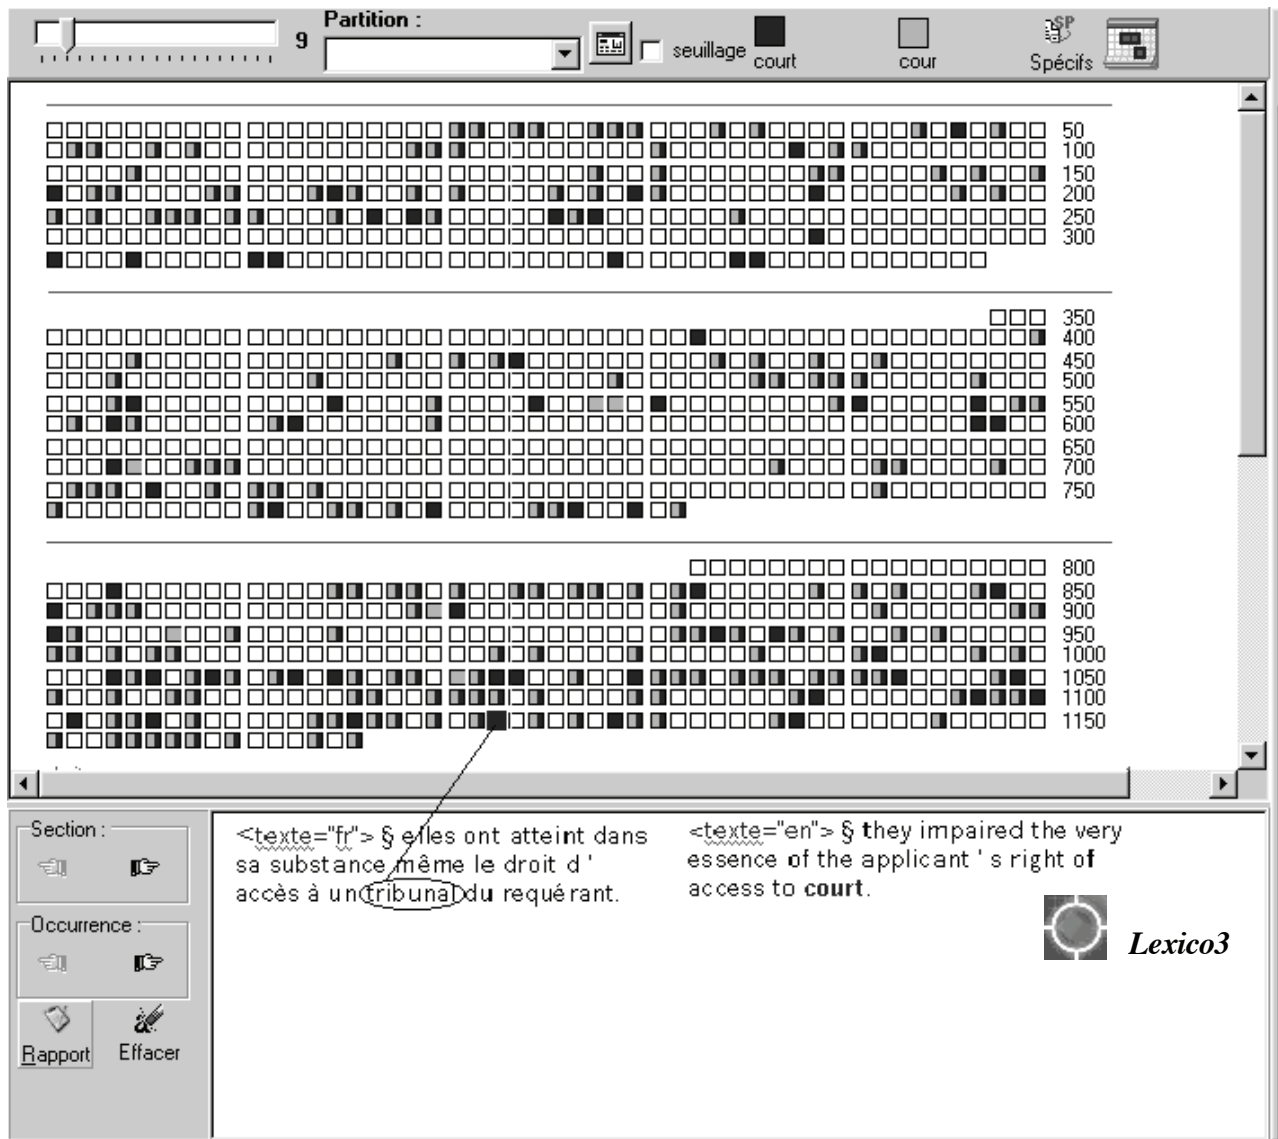 Partition :
9
seuillage
court
cour
SP
Spécifs
50
100
150
200
250
300
350
400
450
500
550
600
650
700
750
800
850
900
950
1000
1050
1100
1150
Section :
Occurrence :
Rapport
Effacer
<texte="fr"> § elles ont atteint dans
sa substance même le droit d '
accès à un tribunal du requérant.
<texte="en"> § they impaired the very
essence of the applicant ' s right of
access to court.
Lexico3